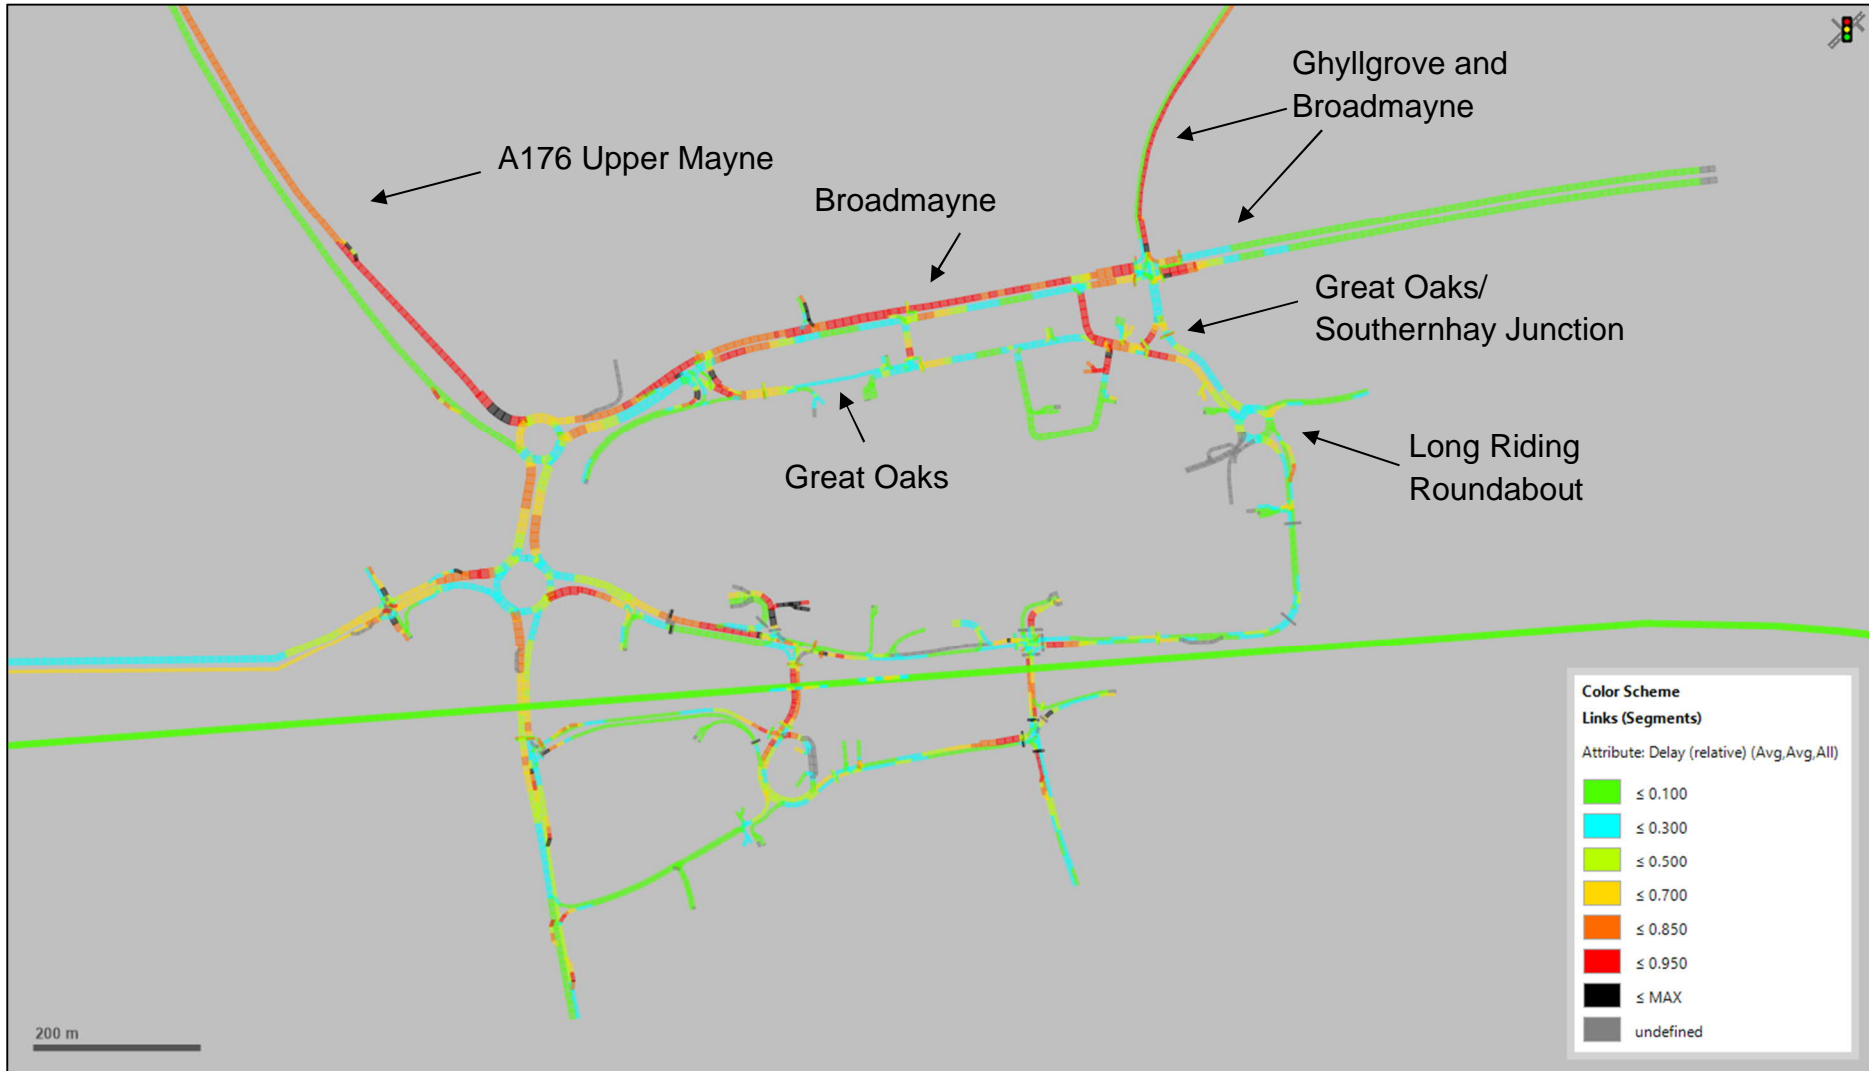 Ghyllgrove and
Broadmayne
A176 Upper Mayne
Broadmayne
Great Oaks/
Southernhay Junction
Great Oaks
Long Riding
Roundabout
Color Scheme
Links (Segments)
Attribute: Delay (relative) (Avg,Avg,All)
≤ 0.100
≤ 0.300
≤ 0.500
≤ 0.700
≤ 0.850
≤ 0.950
≤ MAX
undefined
200 m